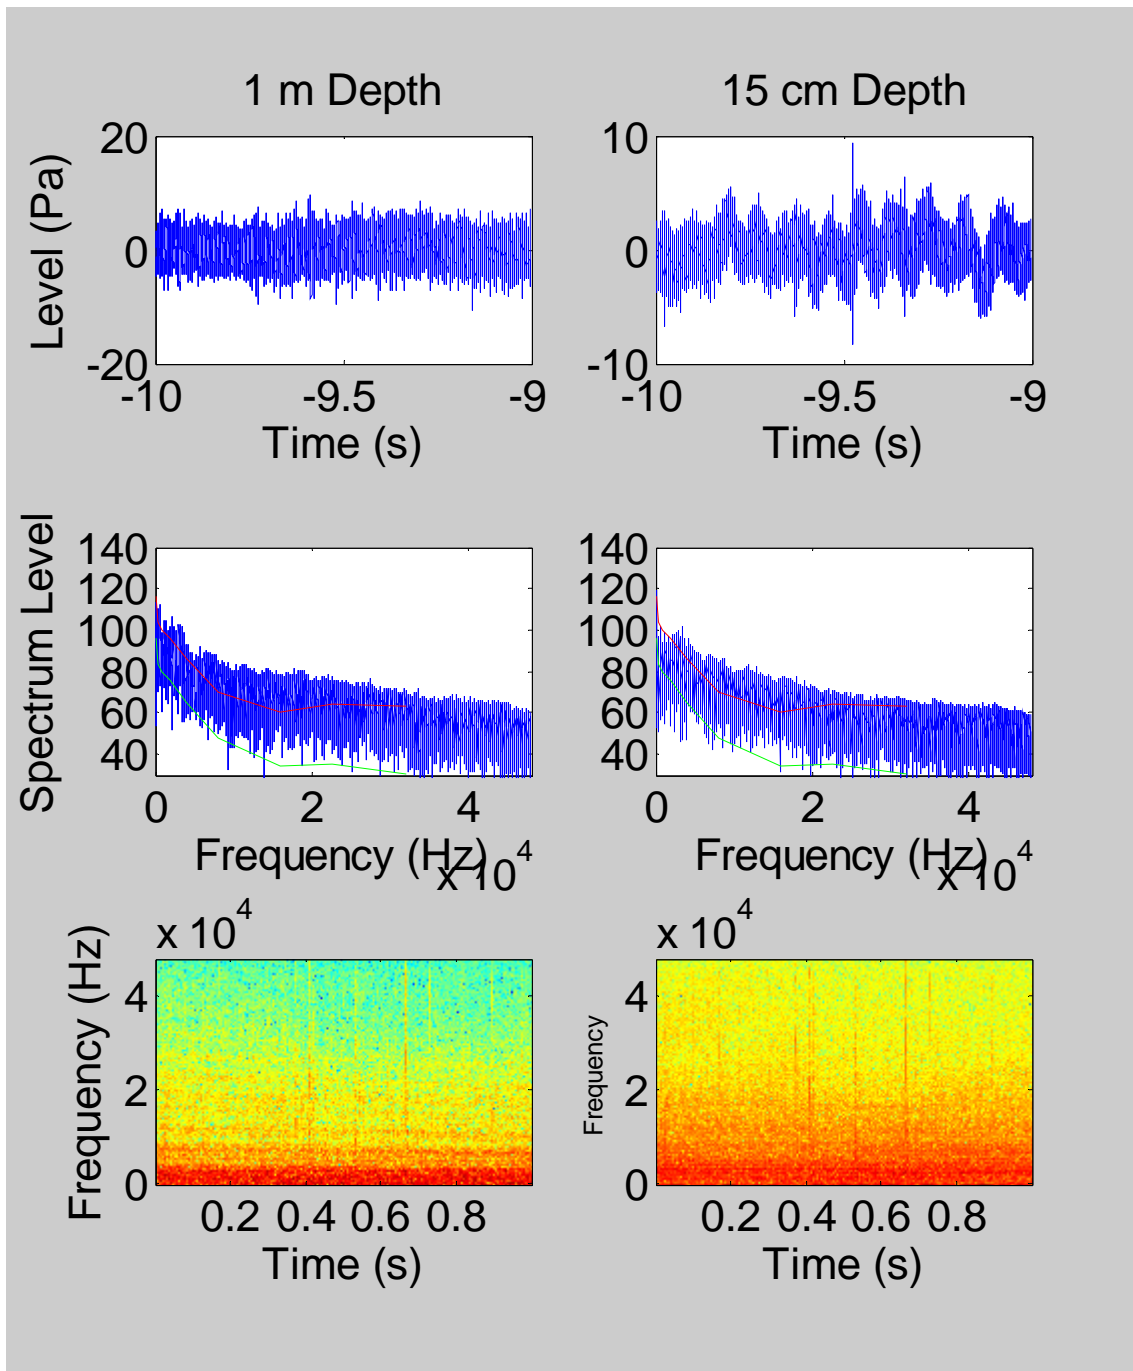 1 m Depth
15 cm Depth
Level (Pa)
20
0
-20
-10
-9.5
-9
Time (s)
10
0
-10
-10
-9.5
-9
Time (s)
Spectrum Level
140
120
100
80
60
40
0
2
4
Frequency (Hz)
x 10^4
140
120
100
80
60
40
0
2
4
Frequency (Hz)
x 10^4
x 10^4
Frequency (Hz)
4
2
0
0.2
0.4
0.6
0.8
Time (s)
x 10^4
Frequency
4
2
0
0.2
0.4
0.6
0.8
Time (s)